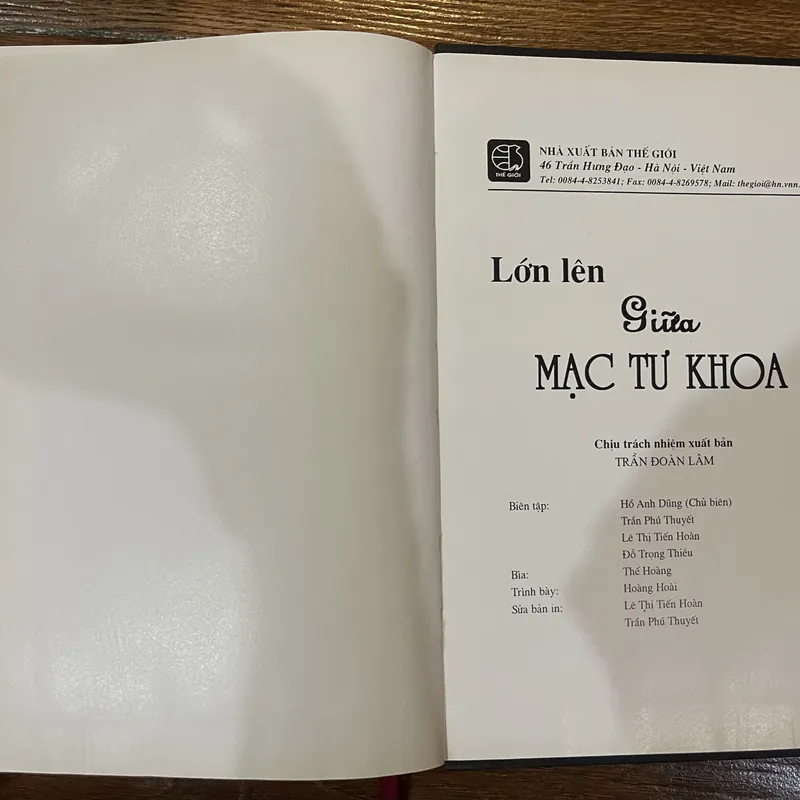 NHÀ XUẤT BẢN THẾ GIỚI
46 Trần Hưng Đạo - Hà Nội - Việt Nam
THẾ GIỚI
Tel: 0084-4-8253841; Fax: 0084-4-8269578; Mail: thegioi@hn.vnn.
Lớn lên
Giữa
MẠC TƯ KHOA
Chịu trách nhiệm xuất bản
TRẦN ĐOÀN LÂM
Biên tập: Hồ Anh Dũng (Chủ biên)
Trần Phú Thuyết
Lê Thị Tiến Hoàn
Đỗ Trọng Thiều
Bìa: Thế Hoàng
Trình bày: Hoàng Hoài
Sửa bản in: Lê Thị Tiến Hoàn
Trần Phú Thuyết